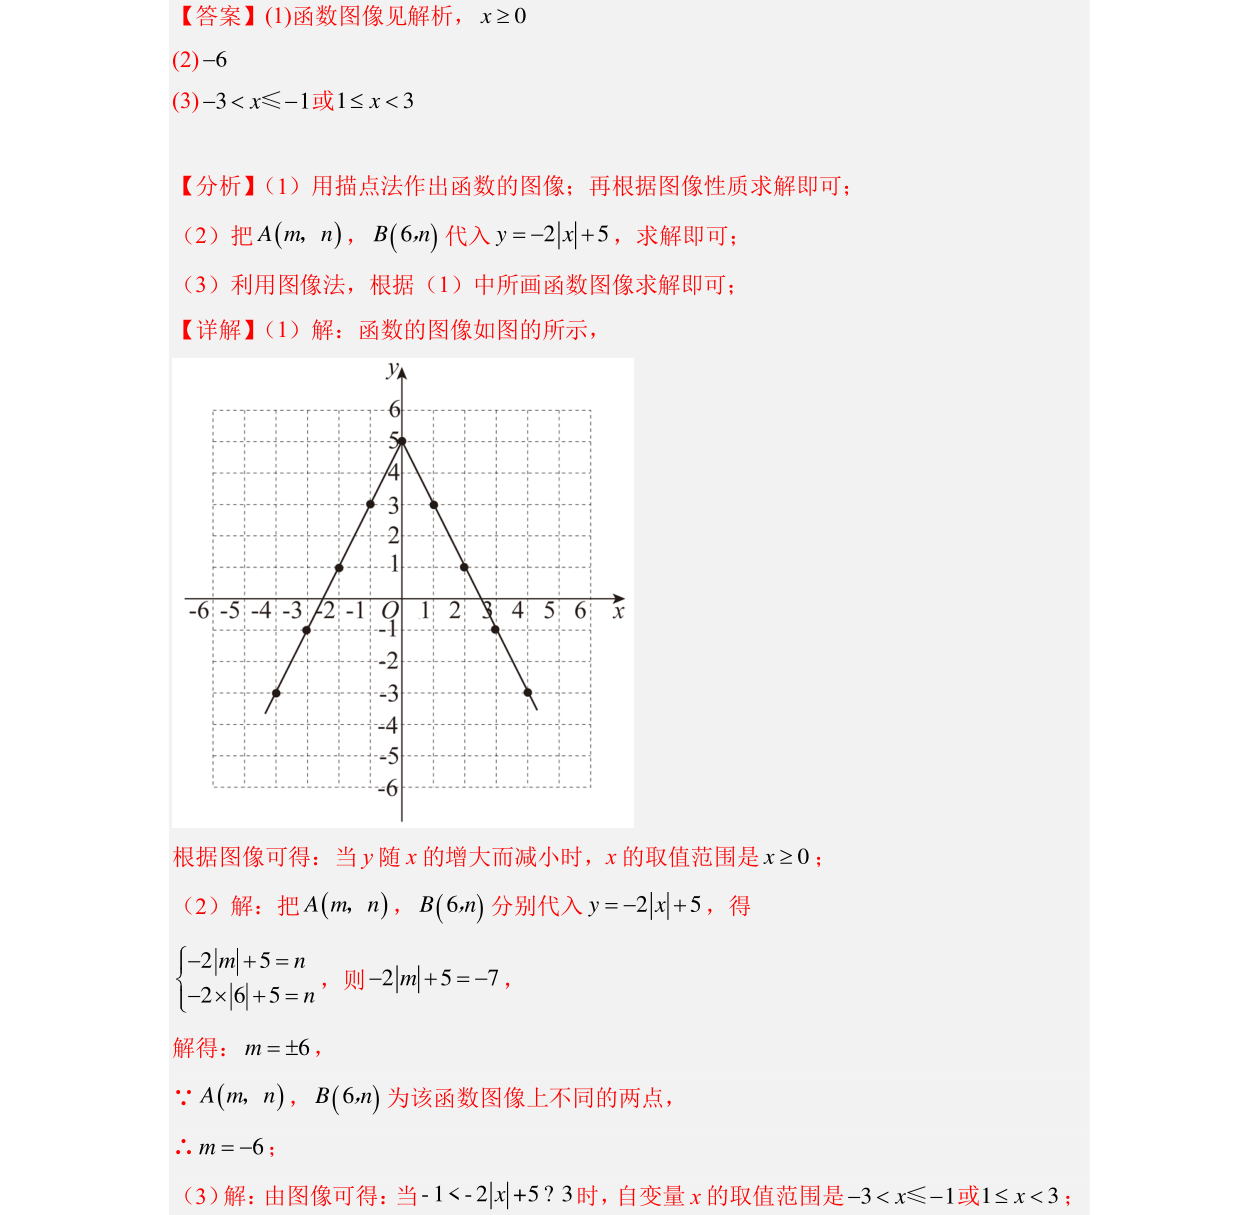 【答案】(1)函数图像见解析，x ≥ 0
(2) −6
(3) −3 < x ≤ −1或1 ≤ x < 3
【分析】（1）用描点法作出函数的图像；再根据图像性质求解即可；
（2）把A(m，n)，B(6,n)代入 y = −2|x|+5，求解即可；
（3）利用图像法，根据（1）中所画函数图像求解即可；
【详解】（1）解：函数的图像如图的所示，
y
6
5
4
3
2
1
-6 -5 -4 -3 -2 -1 O 1 2 3 4 5 6 x
-1
-2
-3
-4
-5
-6
根据图像可得：当 y 随 x 的增大而减小时，x 的取值范围是 x ≥ 0；
（2）解：把A(m，n)，B(6,n)分别代入 y = −2|x|+5，得
−2|m|+5 = n
−2×|6|+5 = n，则−2|m|+5 = −7，
解得：m = ±6，
∵ A(m，n)，B(6,n)为该函数图像上不同的两点，
∴ m = −6；
（3）解：由图像可得：当 -1 < -2|x|+5 ? 3时，自变量 x 的取值范围是 −3 < x ≤ −1或1 ≤ x < 3；